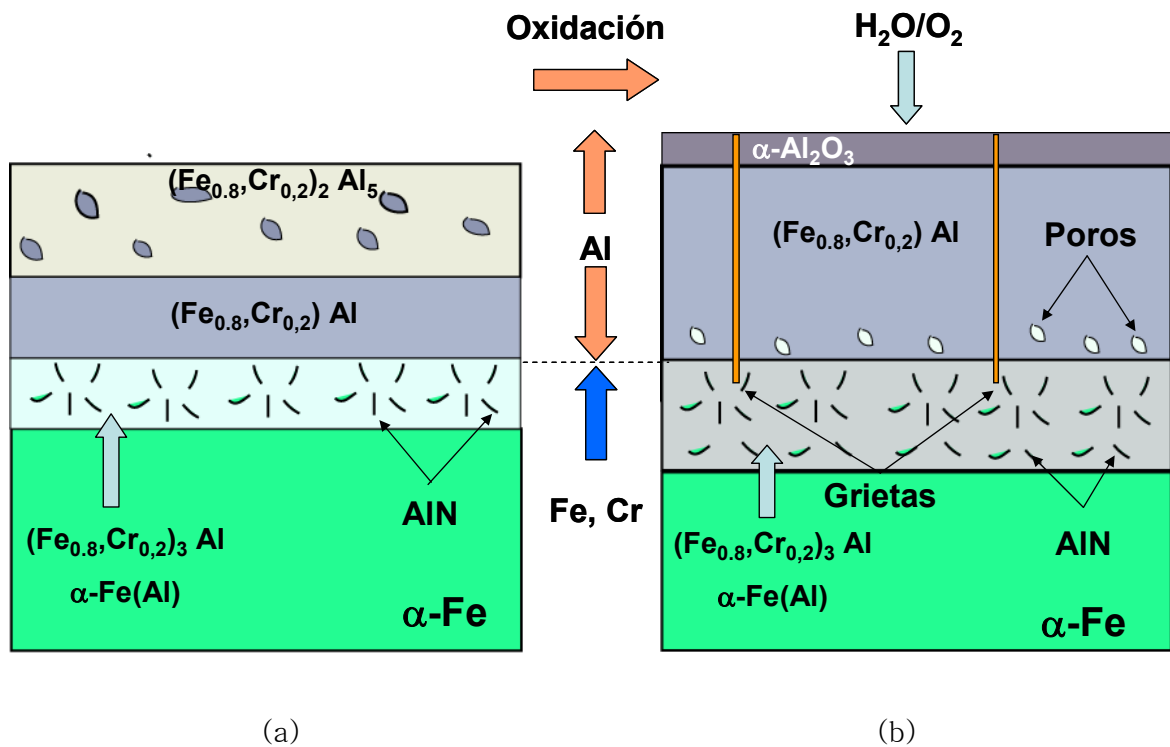 Oxidación
H₂O/O₂
(Fe₀.₈,Cr₀,₂)₂ Al₅
(Fe₀.₈,Cr₀,₂) Al
AlN
(Fe₀.₈,Cr₀,₂)₃ Al
α-Fe(Al)
α-Fe
Al
Fe, Cr
α-Al₂O₃
(Fe₀.₈,Cr₀,₂) Al
Poros
Grietas
(Fe₀.₈,Cr₀,₂)₃ Al
AlN
α-Fe(Al)
α-Fe
(a)
(b)